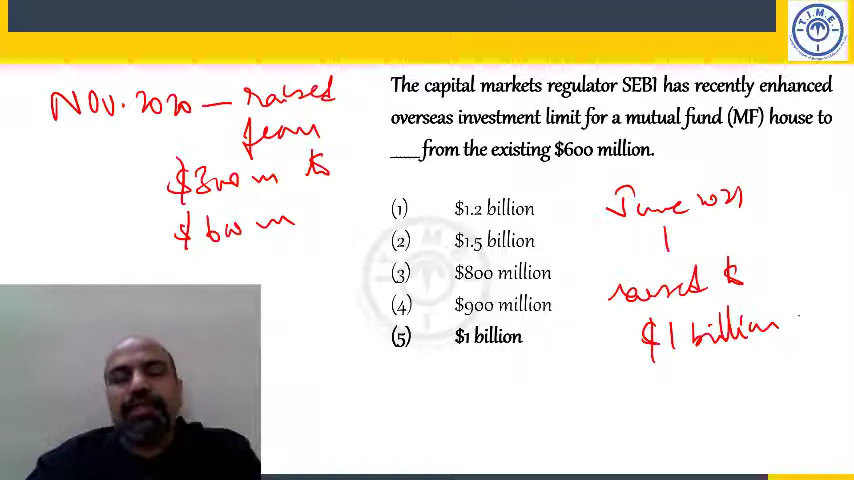 T.I.M.E.
NOV. 2020 — raised
from
$300 m to
$600 m
The capital markets regulator SEBI has recently enhanced
overseas investment limit for a mutual fund (MF) house to
____ from the existing $600 million.
(1) $1.2 billion
(2) $1.5 billion
(3) $800 million
(4) $900 million
(5) $1 billion
June 2021
raised to
$1 billion